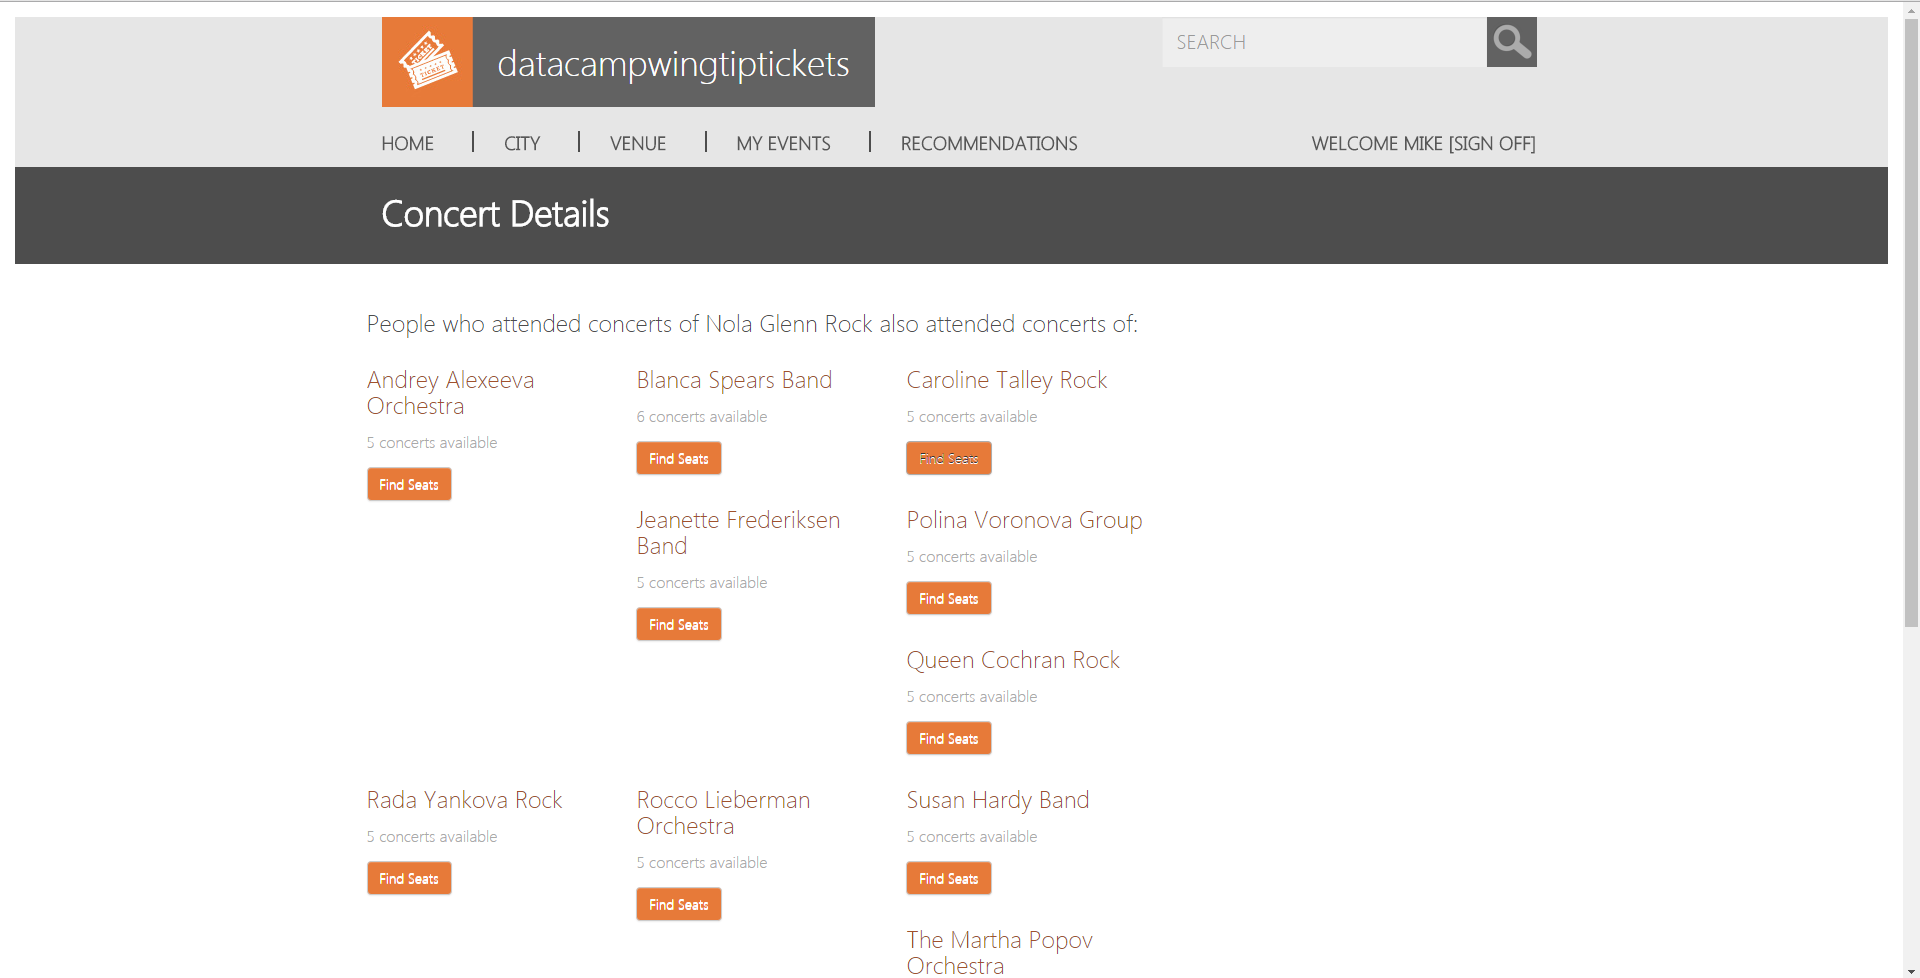 datacampwingtiptickets
SEARCH
HOME
CITY
VENUE
MY EVENTS
RECOMMENDATIONS
WELCOME MIKE [SIGN OFF]
Concert Details
People who attended concerts of Nola Glenn Rock also attended concerts of:
Andrey Alexeeva
Orchestra
5 concerts available
Find Seats
Blanca Spears Band
6 concerts available
Find Seats
Caroline Talley Rock
5 concerts available
Find Seats
Jeanette Frederiksen
Band
5 concerts available
Find Seats
Polina Voronova Group
5 concerts available
Find Seats
Queen Cochran Rock
5 concerts available
Find Seats
Rada Yankova Rock
5 concerts available
Find Seats
Rocco Lieberman
Orchestra
5 concerts available
Find Seats
Susan Hardy Band
5 concerts available
Find Seats
The Martha Popov
Orchestra